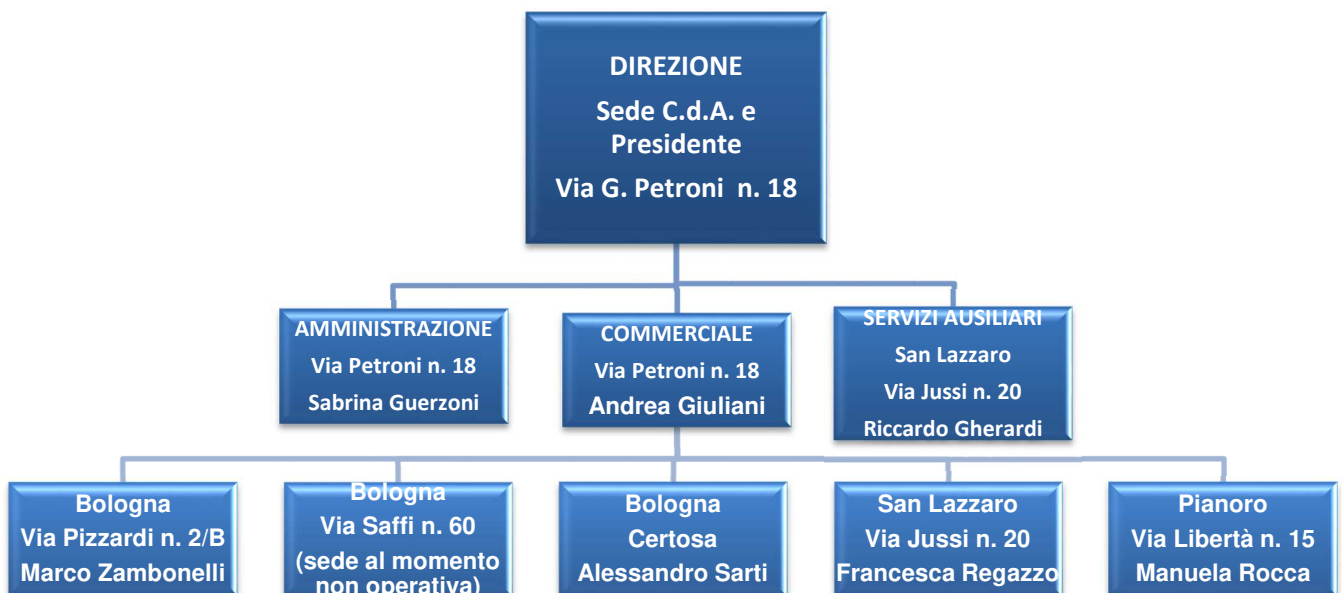 DIREZIONE
Sede C.d.A. e
Presidente
Via G. Petroni n. 18
AMMINISTRAZIONE
Via Petroni n. 18
Sabrina Guerzoni
COMMERCIALE
Via Petroni n. 18
Andrea Giuliani
SERVIZI AUSILIARI
San Lazzaro
Via Jussi n. 20
Riccardo Gherardi
Bologna
Via Pizzardi n. 2/B
Marco Zambonelli
Bologna
Via Saffi n. 60
(sede al momento
non operativa)
Bologna
Certosa
Alessandro Sarti
San Lazzaro
Via Jussi n. 20
Francesca Regazzo
Pianoro
Via Libertà n. 15
Manuela Rocca